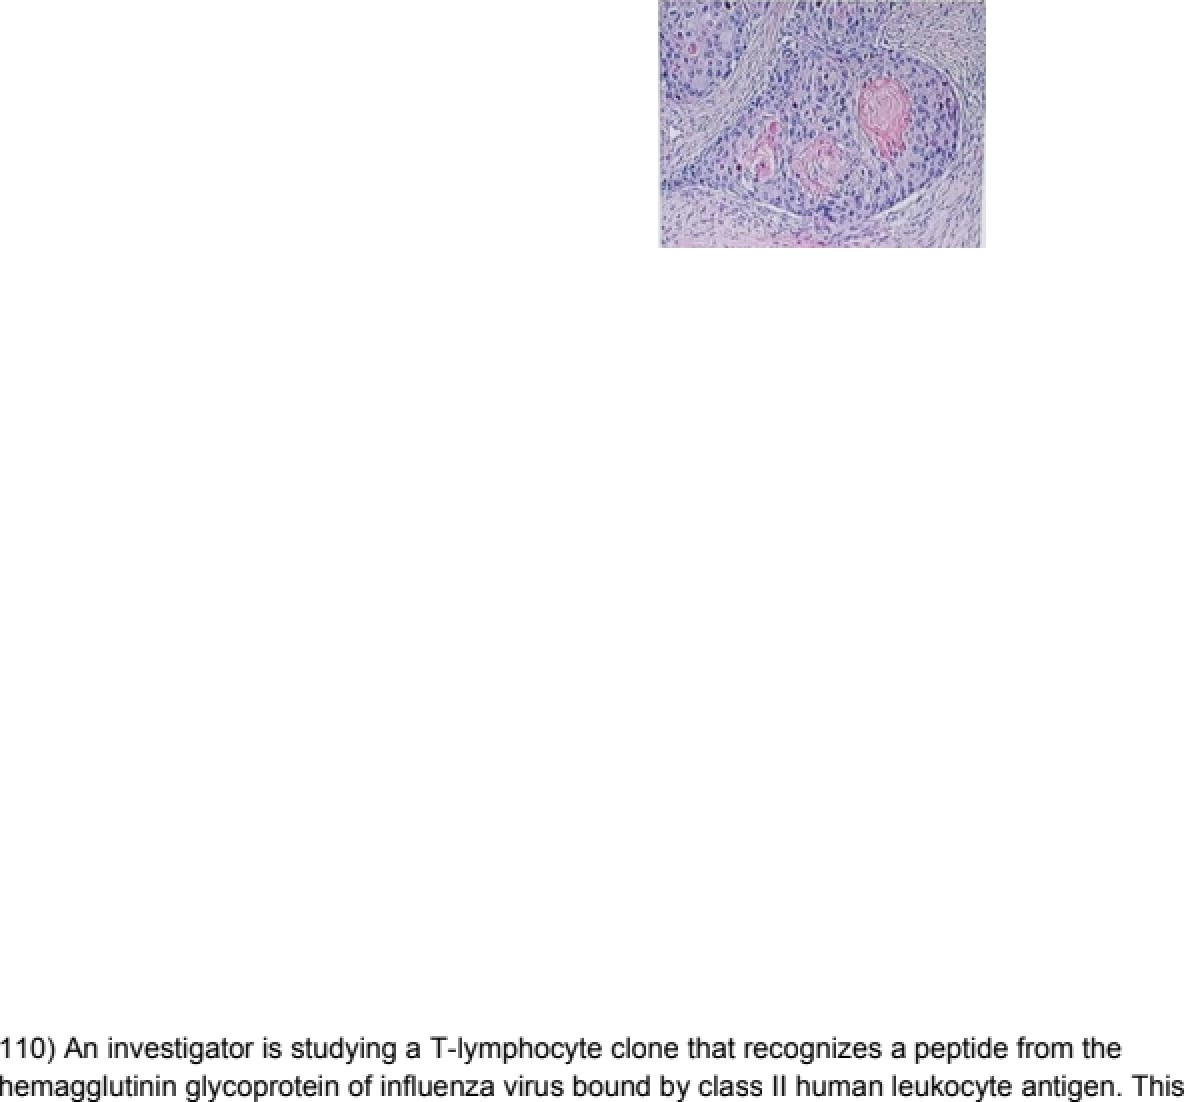 110) An investigator is studying a T-lymphocyte clone that recognizes a peptide from the
hemagglutinin glycoprotein of influenza virus bound by class II human leukocyte antigen. This